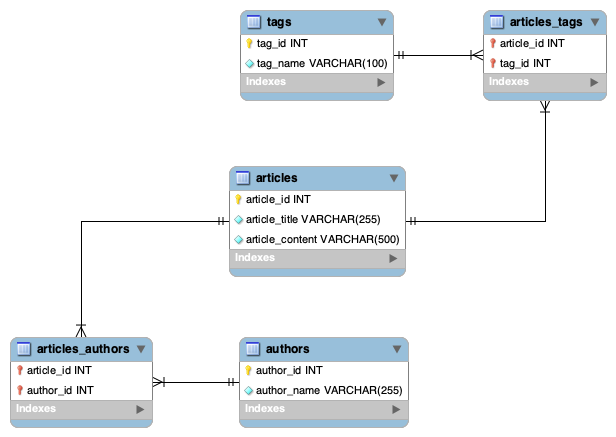 tags
tag_id INT
tag_name VARCHAR(100)
Indexes
articles_tags
article_id INT
tag_id INT
Indexes
articles
article_id INT
article_title VARCHAR(255)
article_content VARCHAR(500)
Indexes
articles_authors
article_id INT
author_id INT
Indexes
authors
author_id INT
author_name VARCHAR(255)
Indexes